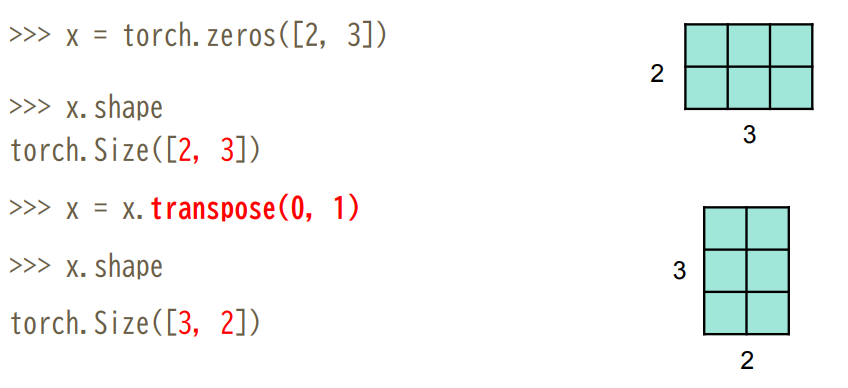 >>> x = torch.zeros([2, 3])
>>> x.shape
torch.Size([2, 3])
>>> x = x.transpose(0, 1)
>>> x.shape
torch.Size([3, 2])
2
3
3
2